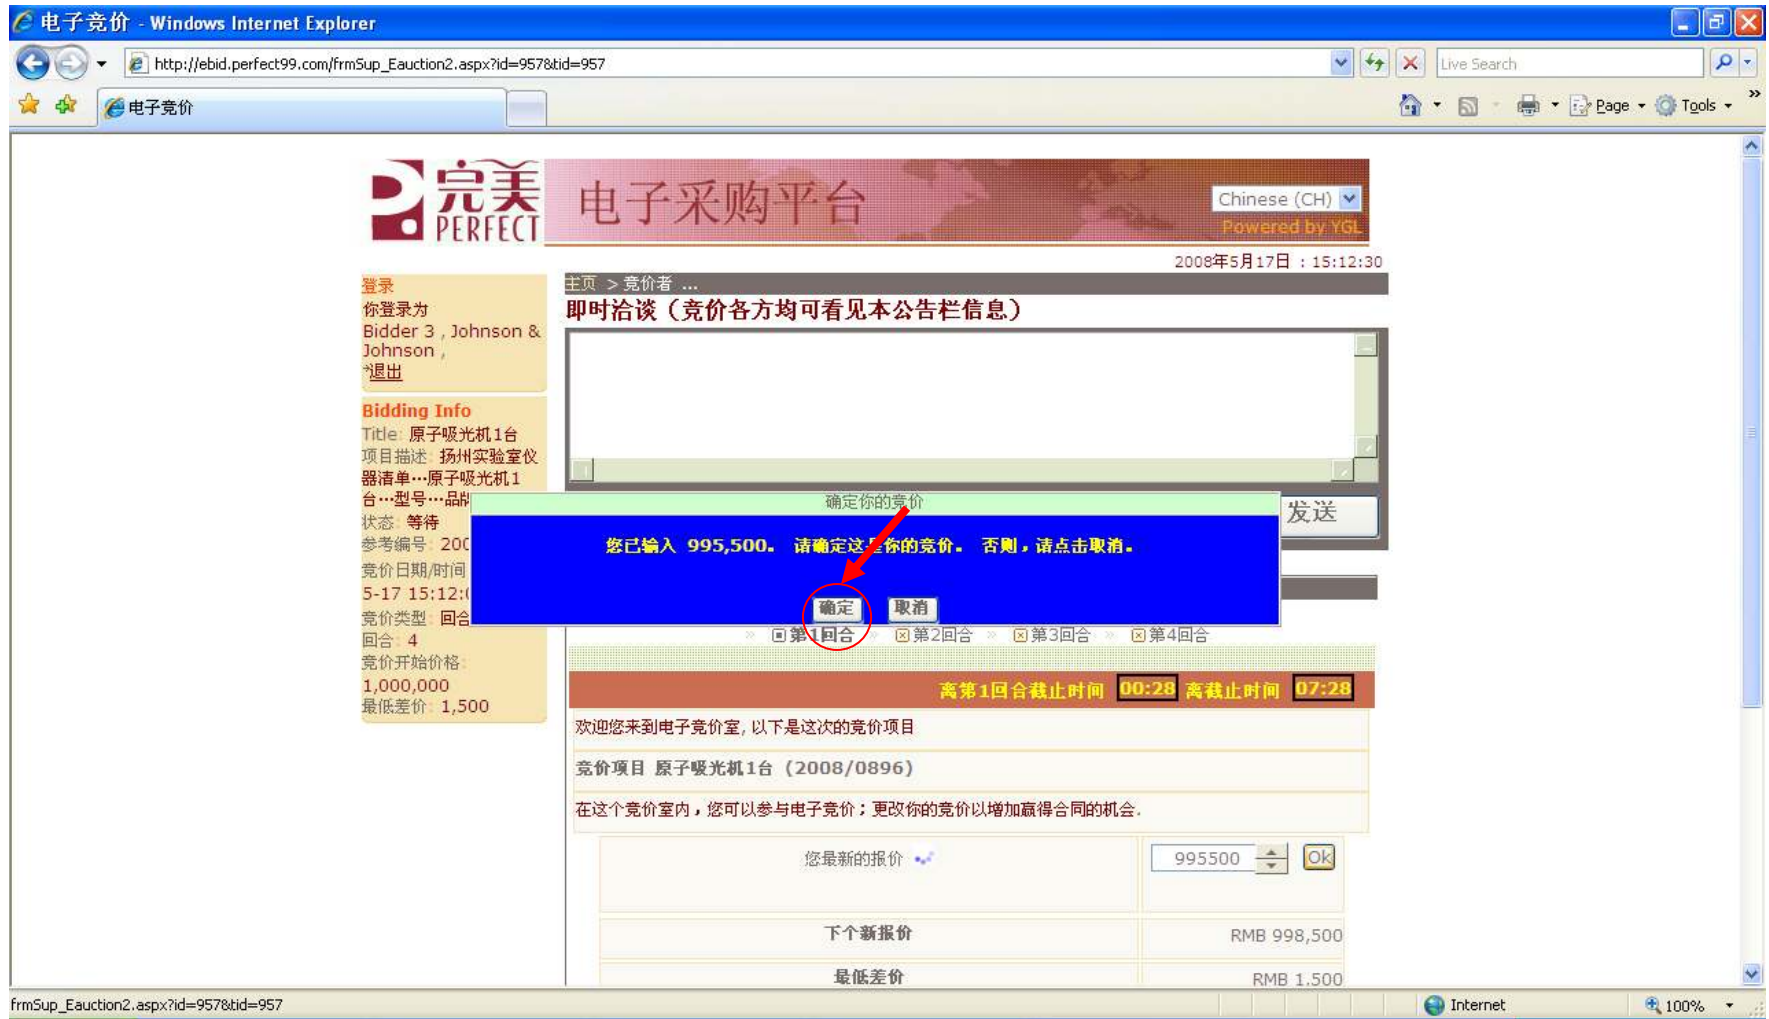 电子竞价 - Windows Internet Explorer
http://ebid.perfect99.com/frmSup_Eauction2.aspx?id=957&tid=957
Live Search
电子竞价
Page
Tools
完美
PERFECT
电子采购平台
Chinese (CH)
Powered by YGL
2008年5月17日 : 15:12:30
登录
你登录为
Bidder 3 , Johnson &
Johnson ,
退出
Bidding Info
Title: 原子吸光机1台
项目描述: 扬州实验室仪
器清单…原子吸光机1
台…型号…品牌
状态: 等待
参考编号: 200
竞价日期/时间
5-17 15:12:0
竞价类型: 回合
回合: 4
竞价开始价格:
1,000,000
最低差价: 1,500
主页 > 竞价者 ...
即时洽谈（竞价各方均可看见本公告栏信息）
发送
确定你的竞价
您已输入 995,500。 请确定这是你的竞价。 否则，请点击取消。
确定 取消
» 第1回合 » 第2回合 » 第3回合 » 第4回合
离第1回合截止时间 00:28 离截止时间 07:28
欢迎您来到电子竞价室, 以下是这次的竞价项目
竞价项目 原子吸光机1台 (2008/0896)
在这个竞价室内，您可以参与电子竞价；更改你的竞价以增加赢得合同的机会.
您最新的报价 995500 Ok
下个新报价 RMB 998,500
最低差价 RMB 1,500
frmSup_Eauction2.aspx?id=957&tid=957
Internet
100%